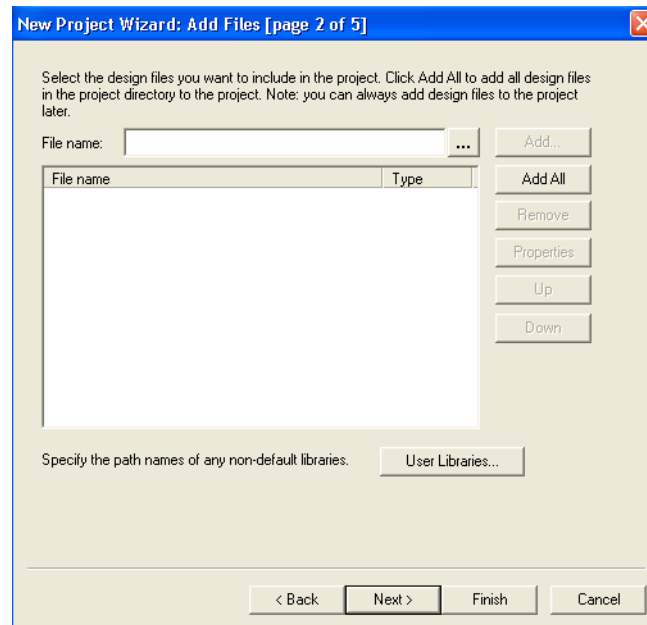 New Project Wizard: Add Files [page 2 of 5]
Select the design files you want to include in the project. Click Add All to add all design files
in the project directory to the project. Note: you can always add design files to the project
later.
File name:
...
Add...
File name Type
Add All
Remove
Properties
Up
Down
Specify the path names of any non-default libraries.
User Libraries...
< Back Next > Finish Cancel